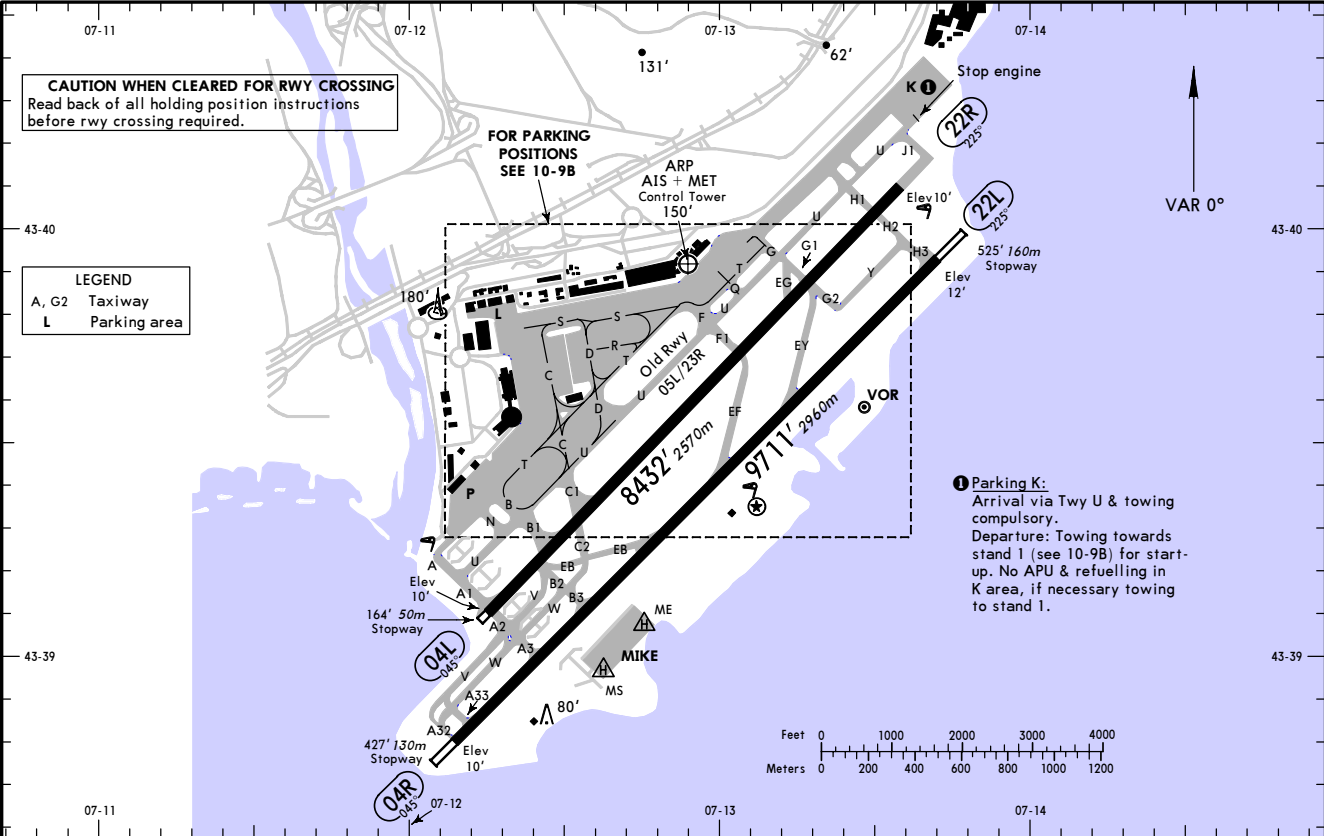 07-11
07-12
07-13
07-14
CAUTION WHEN CLEARED FOR RWY CROSSING
Read back of all holding position instructions
before rwy crossing required.
131'
62'
K 1
Stop engine
22R
225°
FOR PARKING
POSITIONS
SEE 10-9B
ARP
AIS + MET
Control Tower
150'
U
J1
VAR 0°
43-40
43-40
H1
Elev 10'
22L
225°
U
H2
H3
525' 160m
Stopway
Elev
12'
G
G1
T
Y
EG
G2
Q
LEGEND
A, G2 Taxiway
L Parking area
180'
L
S
S
F
U
F1
EY
D
R
T
Old Rwy
05L/23R
C
U
VOR
D
EF
C
U
8432' 2570m
9711' 2960m
T
C1
P
B
N
B1
1 Parking K:
Arrival via Twy U & towing
compulsory.
Departure: Towing towards
stand 1 (see 10-9B) for start-
up. No APU & refuelling in
K area, if necessary towing
to stand 1.
C2
EB
A
U
EB
Elev
10'
A1
B2
V
B3
W
164' 50m
Stopway
A2
ME
H
04L
045°
A3
W
MIKE
H
MS
V
A33
80'
A32
427' 130m
Stopway
Elev
10'
43-39
43-39
Feet 0 1000 2000 3000 4000
Meters 0 200 400 600 800 1000 1200
04R
045°
07-12
07-11
07-13
07-14